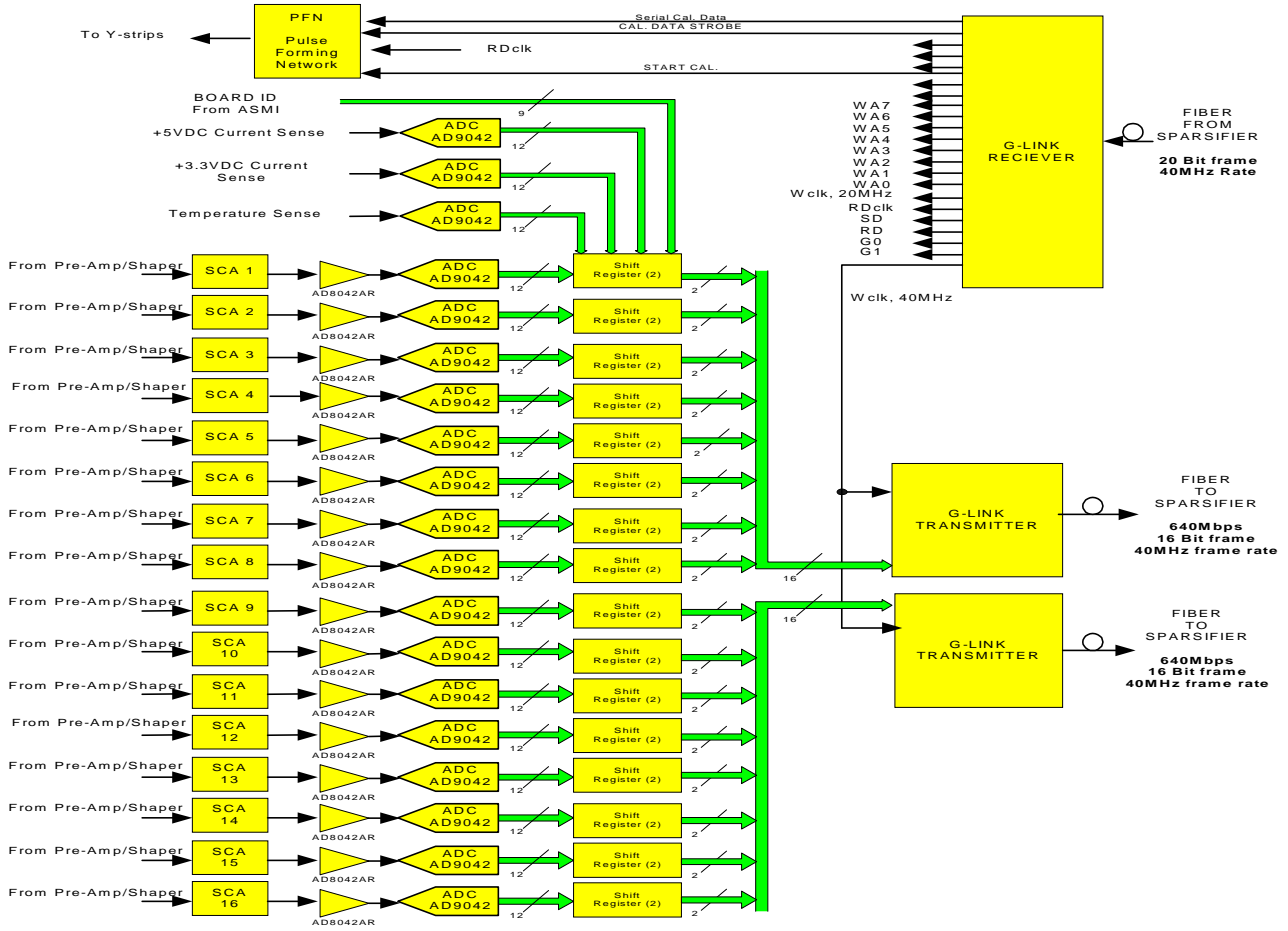 PFN
Pulse
Forming
Network
To Y-strips
Serial Cal. Data
CAL. DATA STROBE
RDclk
START CAL.
BOARD ID
From ASMI
9
+5VDC Current Sense
ADC
AD9042
12
+3.3VDC Current
Sense
ADC
AD9042
12
Temperature Sense
ADC
AD9042
12
WA7
WA6
WA5
WA4
WA3
WA2
WA1
WA0
Wclk, 20MHz
RDclk
SD
RD
G0
G1
Wclk, 40MHz
G-LINK
RECIEVER
FIBER
FROM
SPARSIFIER
20 Bit frame
40MHz Rate
From Pre-Amp/Shaper
SCA 1
AD8042AR
ADC
AD9042
12
Shift
Register (2)
2
From Pre-Amp/Shaper
SCA 2
AD8042AR
ADC
AD9042
12
Shift
Register (2)
2
From Pre-Amp/Shaper
SCA 3
AD8042AR
ADC
AD9042
12
Shift
Register (2)
2
From Pre-Amp/Shaper
SCA 4
AD8042AR
ADC
AD9042
12
Shift
Register (2)
2
From Pre-Amp/Shaper
SCA 5
AD8042AR
ADC
AD9042
12
Shift
Register (2)
2
From Pre-Amp/Shaper
SCA 6
AD8042AR
ADC
AD9042
12
Shift
Register (2)
2
From Pre-Amp/Shaper
SCA 7
AD8042AR
ADC
AD9042
12
Shift
Register (2)
2
From Pre-Amp/Shaper
SCA 8
AD8042AR
ADC
AD9042
12
Shift
Register (2)
2
From Pre-Amp/Shaper
SCA 9
AD8042AR
ADC
AD9042
12
Shift
Register (2)
2
From Pre-Amp/Shaper
SCA
10
AD8042AR
ADC
AD9042
12
Shift
Register (2)
2
From Pre-Amp/Shaper
SCA
11
AD8042AR
ADC
AD9042
12
Shift
Register (2)
2
From Pre-Amp/Shaper
SCA
12
AD8042AR
ADC
AD9042
12
Shift
Register (2)
2
From Pre-Amp/Shaper
SCA
13
AD8042AR
ADC
AD9042
12
Shift
Register (2)
2
From Pre-Amp/Shaper
SCA
14
AD8042AR
ADC
AD9042
12
Shift
Register (2)
2
From Pre-Amp/Shaper
SCA
15
AD8042AR
ADC
AD9042
12
Shift
Register (2)
2
From Pre-Amp/Shaper
SCA
16
AD8042AR
ADC
AD9042
12
Shift
Register (2)
2
16
G-LINK
TRANSMITTER
FIBER
TO
SPARSIFIER
640Mbps
16 Bit frame
40MHz frame rate
16
G-LINK
TRANSMITTER
FIBER
TO
SPARSIFIER
640Mbps
16 Bit frame
40MHz frame rate